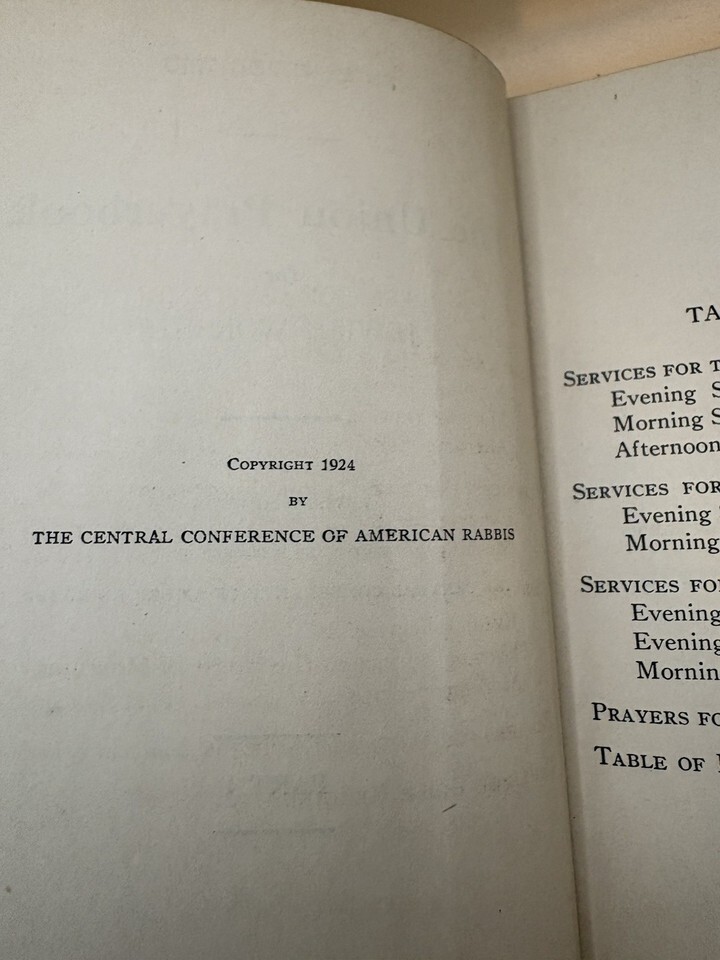 COPYRIGHT 1924
BY
THE CENTRAL CONFERENCE OF AMERICAN RABBIS
TA
SERVICES FOR T
Evening S
Morning S
Afternoon
SERVICES FOR
Evening
Morning
SERVICES FO
Evening
Evening
Mornin
PRAYERS FO
TABLE OF